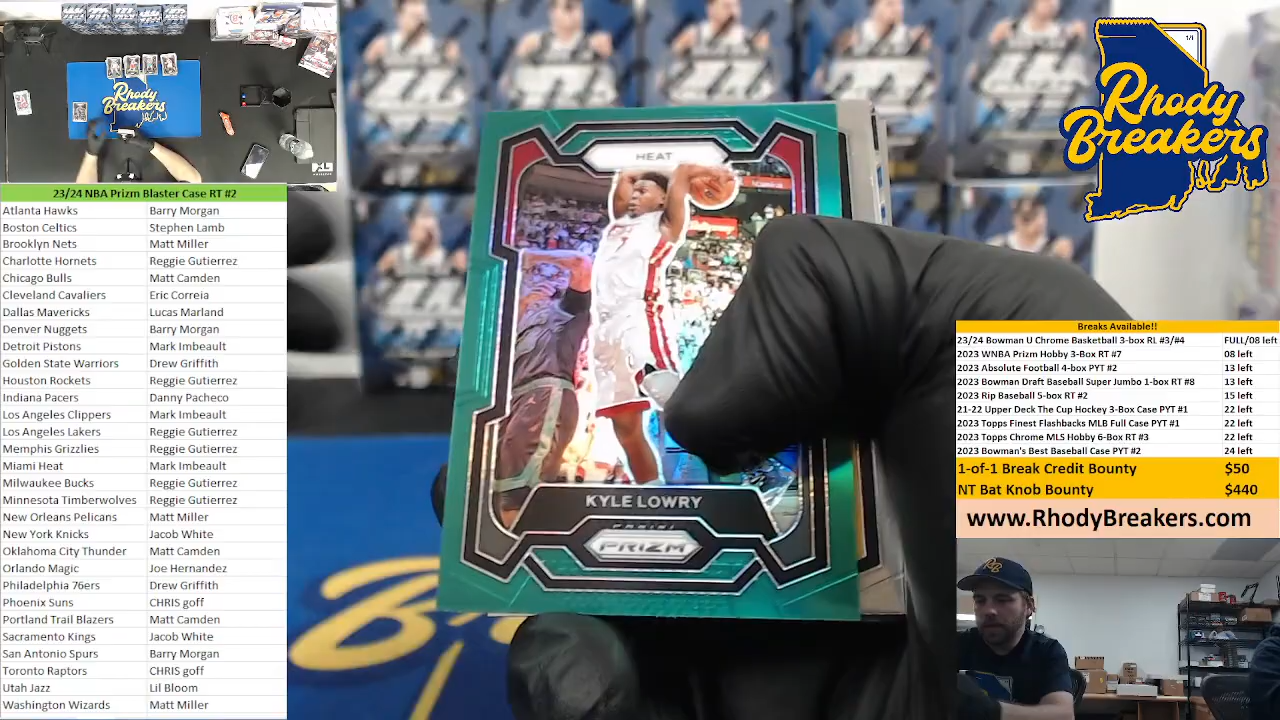 23/24 NBA Prizm Blaster Case RT #2
Atlanta Hawks Barry Morgan
Boston Celtics Stephen Lamb
Brooklyn Nets Matt Miller
Charlotte Hornets Reggie Gutierrez
Chicago Bulls Matt Camden
Cleveland Cavaliers Eric Correia
Dallas Mavericks Lucas Marland
Denver Nuggets Barry Morgan
Detroit Pistons Mark Imbeault
Golden State Warriors Drew Griffith
Houston Rockets Reggie Gutierrez
Indiana Pacers Danny Pacheco
Los Angeles Clippers Mark Imbeault
Los Angeles Lakers Reggie Gutierrez
Memphis Grizzlies Reggie Gutierrez
Miami Heat Mark Imbeault
Milwaukee Bucks Reggie Gutierrez
Minnesota Timberwolves Reggie Gutierrez
New Orleans Pelicans Matt Miller
New York Knicks Jacob White
Oklahoma City Thunder Matt Camden
Orlando Magic Joe Hernandez
Philadelphia 76ers Drew Griffith
Phoenix Suns CHRIS goff
Portland Trail Blazers Matt Camden
Sacramento Kings Jacob White
San Antonio Spurs Barry Morgan
Toronto Raptors CHRIS goff
Utah Jazz Lil Bloom
Washington Wizards Matt Miller
Rhody
Breakers
HEAT
KYLE LOWRY
PANINI
PRIZM
1/1
Rhody
Breakers
Breaks Available!!
23/24 Bowman U Chrome Basketball 3-box RL #3/#4 FULL/08 left
2023 WNBA Prizm Hobby 3-Box RT #7 08 left
2023 Absolute Football 4-box PYT #2 13 left
2023 Bowman Draft Baseball Super Jumbo 1-box RT #8 13 left
2023 Rip Baseball 5-box RT #2 15 left
21-22 Upper Deck The Cup Hockey 3-Box Case PYT #1 22 left
2023 Topps Finest Flashbacks MLB Full Case PYT #1 22 left
2023 Topps Chrome MLS Hobby 6-Box RT #3 22 left
2023 Bowman's Best Baseball Case PYT #2 24 left
1-of-1 Break Credit Bounty $50
NT Bat Knob Bounty $440
www.RhodyBreakers.com
RB